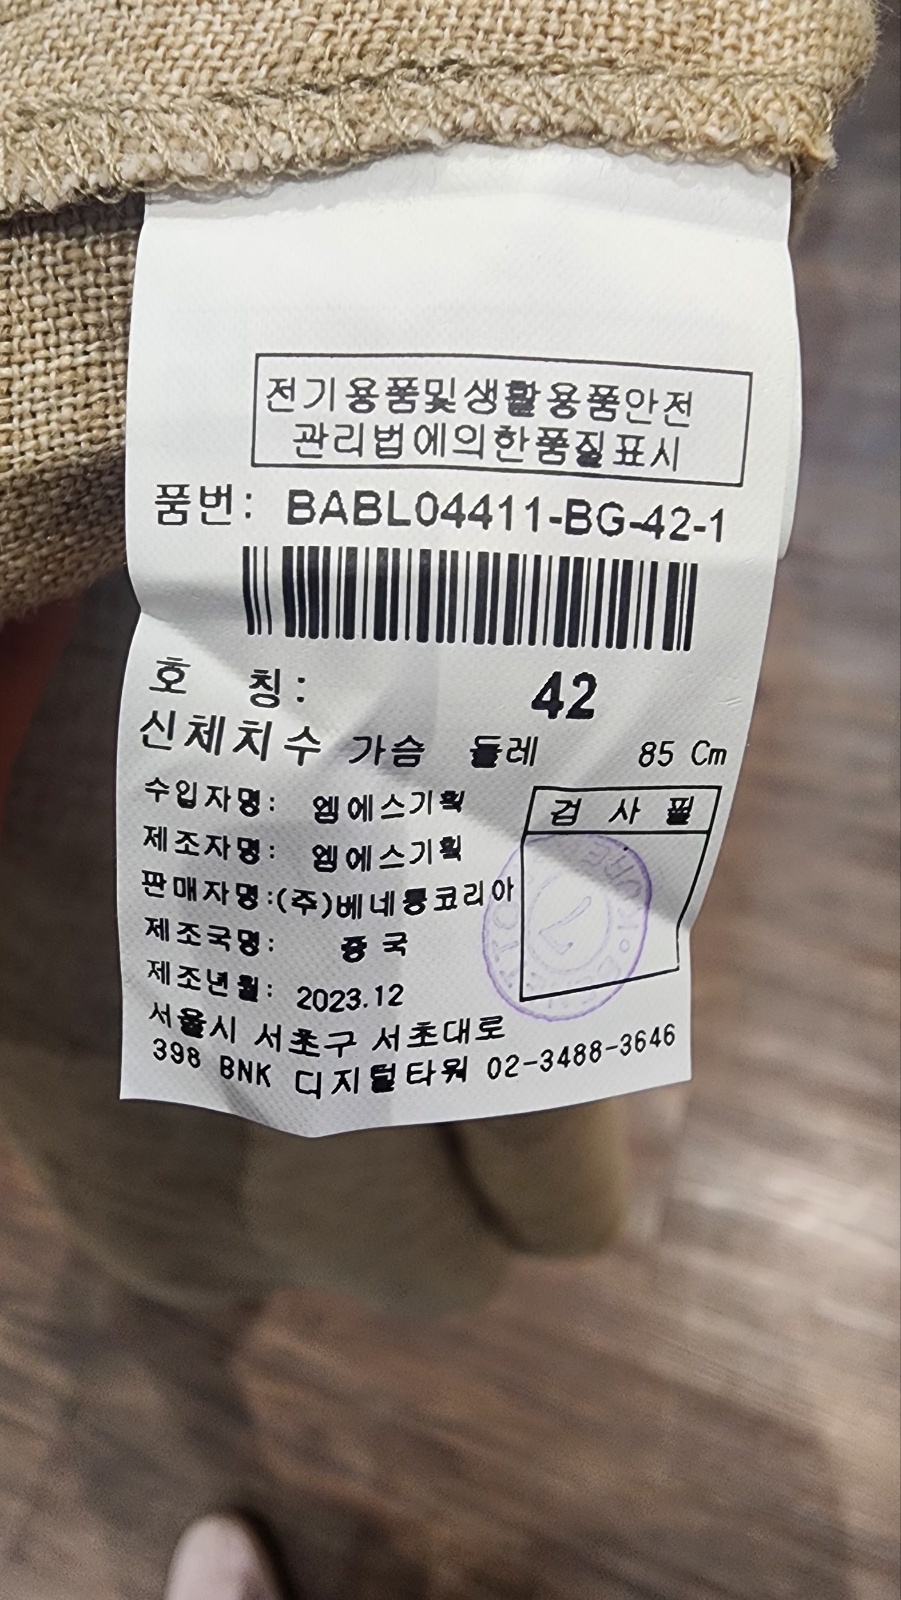 전기용품및생활용품안전
관리법에의한품질표시
품번: BABL04411-BG-42-1
호 칭: 42
신체치수 가슴 둘레 85 Cm
수입자명: 엠에스기획
제조자명: 엠에스기획
판매자명:(주)베네통코리아
제조국명: 중국
제조년월: 2023.12
검 사 필
7
서울시 서초구 서초대로
398 BNK 디지털타워 02-3488-3646